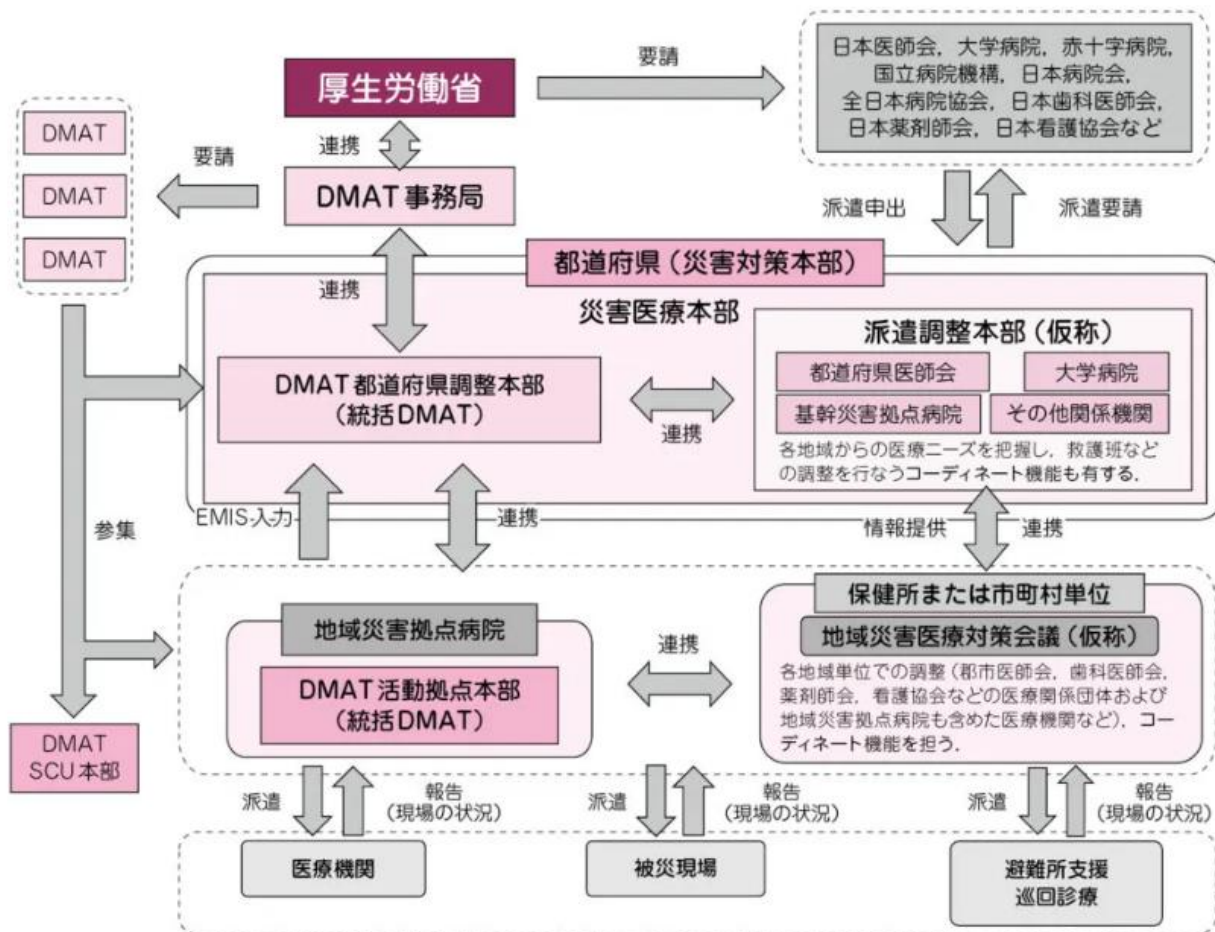 日本医師会，大学病院，赤十字病院，
国立病院機構，日本病院会，
全日本病院協会，日本歯科医師会，
日本薬剤師会，日本看護協会など
要請
厚生労働省
連携
DMAT
DMAT
DMAT
要請
DMAT 事務局
派遣申出
派遣要請
連携
都道府県（災害対策本部）
災害医療本部
派遣調整本部（仮称）
都道府県医師会
大学病院
基幹災害拠点病院
その他関係機関
各地域からの医療ニーズを把握し，救護班など
の調整を行なうコーディネート機能も有する．
DMAT 都道府県調整本部
（統括DMAT）
連携
参集
EMIS入力
連携
情報提供
連携
地域災害拠点病院
DMAT 活動拠点本部
（統括DMAT）
連携
保健所または市町村単位
地域災害医療対策会議（仮称）
各地域単位での調整（郡市医師会，歯科医師会，
薬剤師会，看護協会などの医療関係団体および
地域災害拠点病院も含めた医療機関など），コー
ディネート機能を担う．
DMAT
SCU 本部
派遣
報告
（現場の状況）
派遣
報告
（現場の状況）
派遣
報告
（現場の状況）
医療機関
被災現場
避難所支援
巡回診療